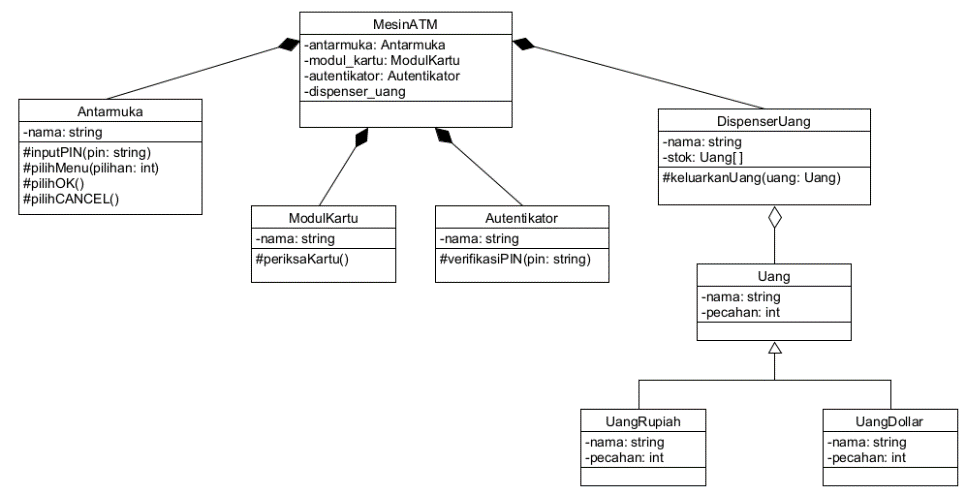 MesinATM
-antarmuka: Antarmuka
-modul_kartu: ModulKartu
-autentikator: Autentikator
-dispenser_uang
Antarmuka
-nama: string
#inputPIN(pin: string)
#pilihMenu(pilihan: int)
#pilihOK()
#pilihCANCEL()
DispenserUang
-nama: string
-stok: Uang[ ]
#keluarkanUang(uang: Uang)
ModulKartu
-nama: string
#periksaKartu()
Autentikator
-nama: string
#verifikasiPIN(pin: string)
Uang
-nama: string
-pecahan: int
UangRupiah
-nama: string
-pecahan: int
UangDollar
-nama: string
-pecahan: int